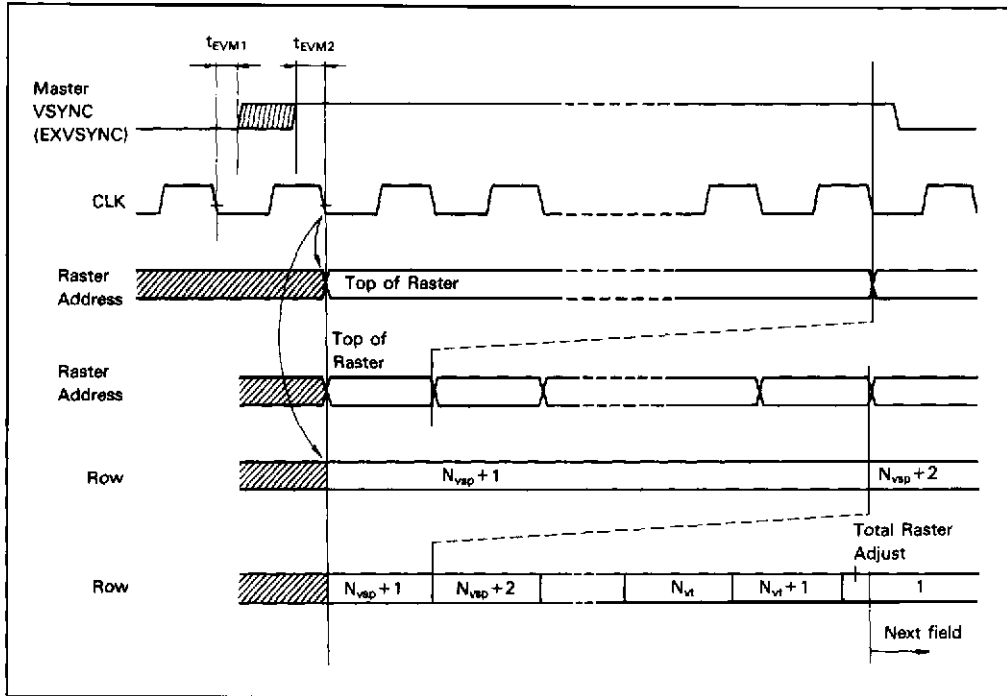 tEVM1 tEVM2
Master
VSYNC
(EXVSYNC)
CLK
Raster
Address
Top of Raster
Top of
Raster
Raster
Address
Row
Nvsp+1 Nvsp+2
Total Raster
Adjust
Row
Nvsp+1 Nvsp+2 Nvt Nvt+1 1
Next field